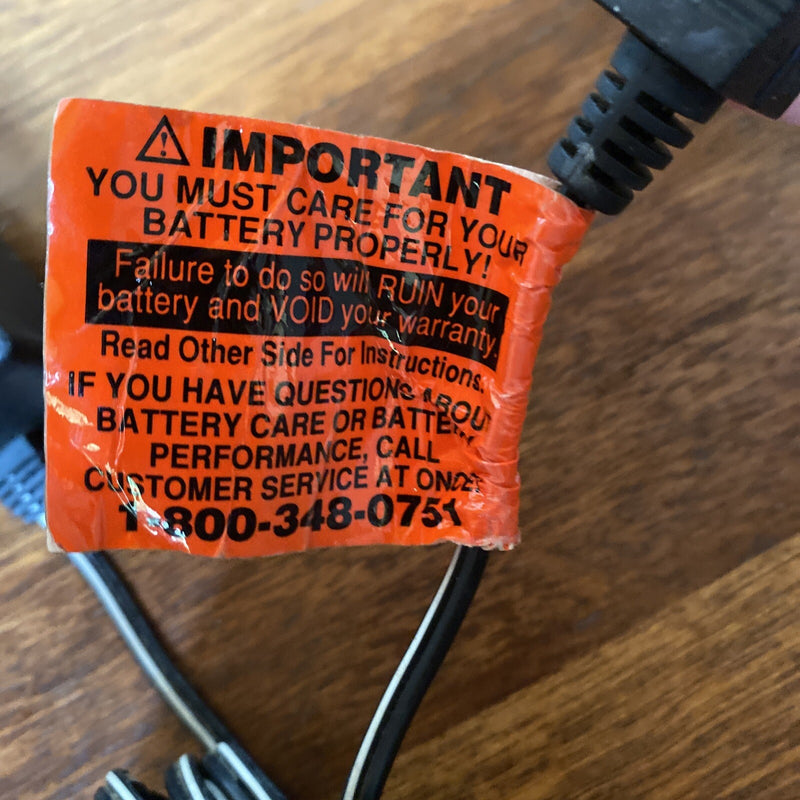 IMPORTANT
YOU MUST CARE FOR YOUR
BATTERY PROPERLY!
Failure to do so will RUIN your
battery and VOID your warranty.
Read Other Side For Instructions.
IF YOU HAVE QUESTIONS ABOUT
BATTERY CARE OR
PERFORMANCE, CALL
CUSTOMER SERVICE AT ONCE!
1-800-348-0751